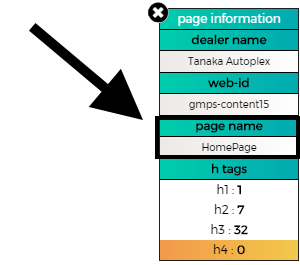 page information
dealer name
Tanaka Autoplex
web-id
gmps-content15
page name
HomePage
h tags
h1 : 1
h2 : 7
h3 : 32
h4 : 0